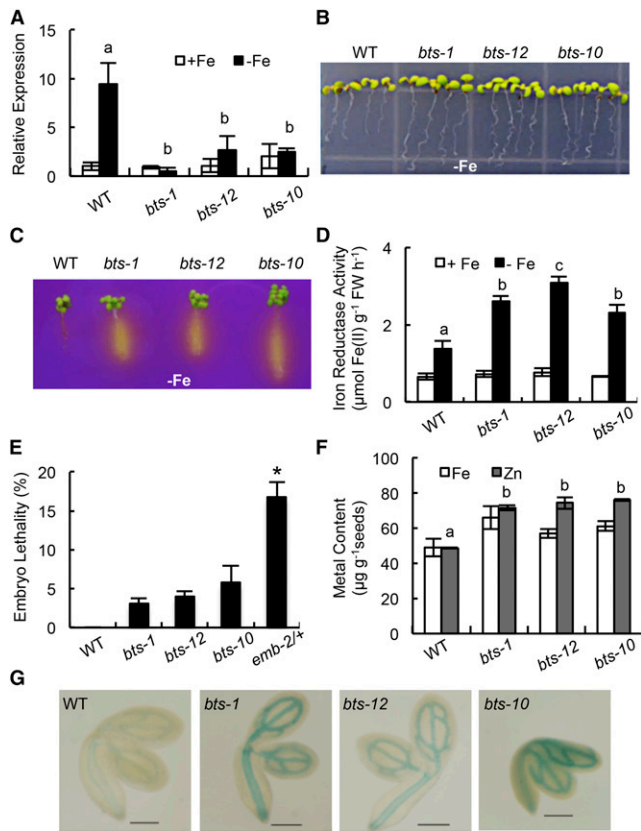 A
Relative Expression
15
10
5
0
+Fe
-Fe
a
b
b
b
WT
bts-1
bts-12
bts-10
B
WT
bts-1
bts-12
bts-10
-Fe
C
WT
bts-1
bts-12
bts-10
-Fe
D
Iron Reductase Activity
(µmol Fe(II) g⁻¹ FW h⁻¹)
4
2
0
+ Fe
- Fe
a
b
c
b
WT
bts-1
bts-12
bts-10
E
Embryo Lethality (%)
20
15
10
5
0
*
WT
bts-1
bts-12
bts-10
emb-2/+
F
Metal Content
(µg g⁻¹seeds)
100
80
60
40
20
0
Fe
Zn
a
b
b
b
WT
bts-1
bts-12
bts-10
G
WT
bts-1
bts-12
bts-10